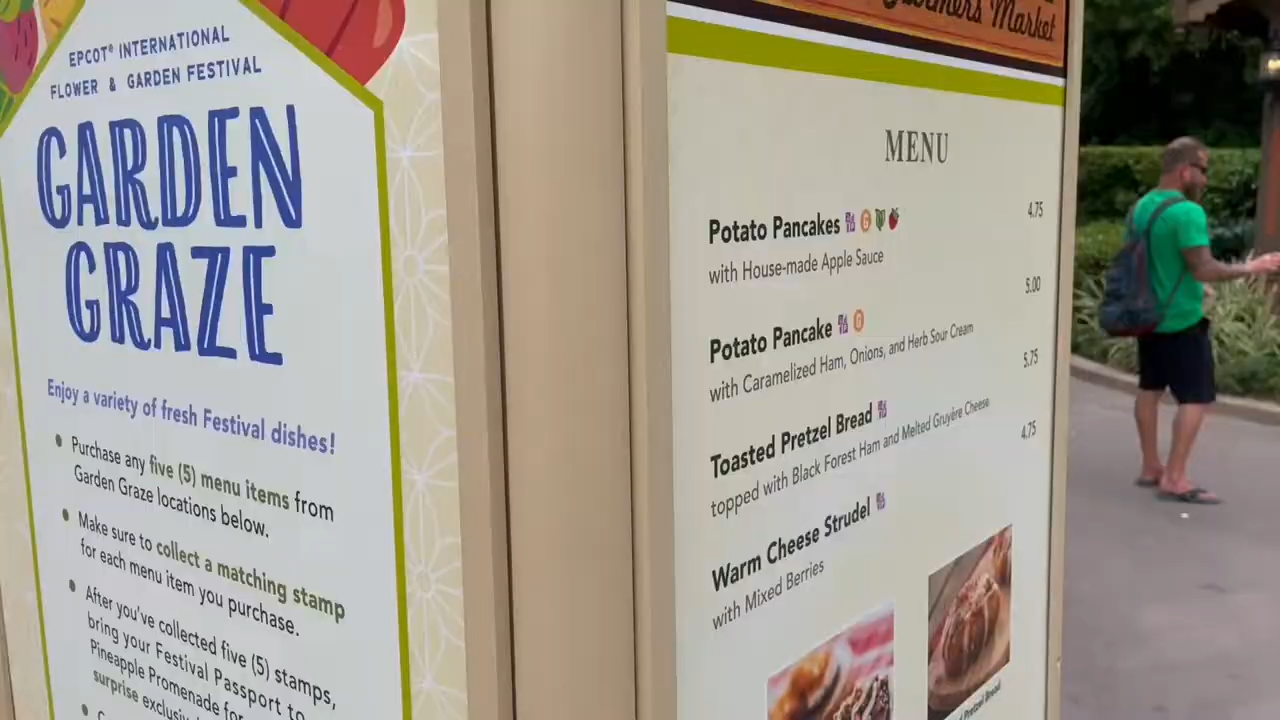 EPCOT® INTERNATIONAL
FLOWER & GARDEN FESTIVAL
GARDEN
GRAZE
Enjoy a variety of fresh Festival dishes!
• Purchase any five (5) menu items from
Garden Graze locations below.
• Make sure to collect a matching stamp
for each menu item you purchase.
• After you've collected five (5) stamps,
bring your Festival Passport to
Pineapple Promenade for
surprise
Market
MENU
Potato Pancakes 4.75
with House-made Apple Sauce
Potato Pancake 5.00
with Caramelized Ham, Onions, and Herb Sour Cream
Toasted Pretzel Bread 5.75
topped with Black Forest Ham and Melted Gruyère Cheese
Warm Cheese Strudel 4.75
with Mixed Berries
Pretzel Bread